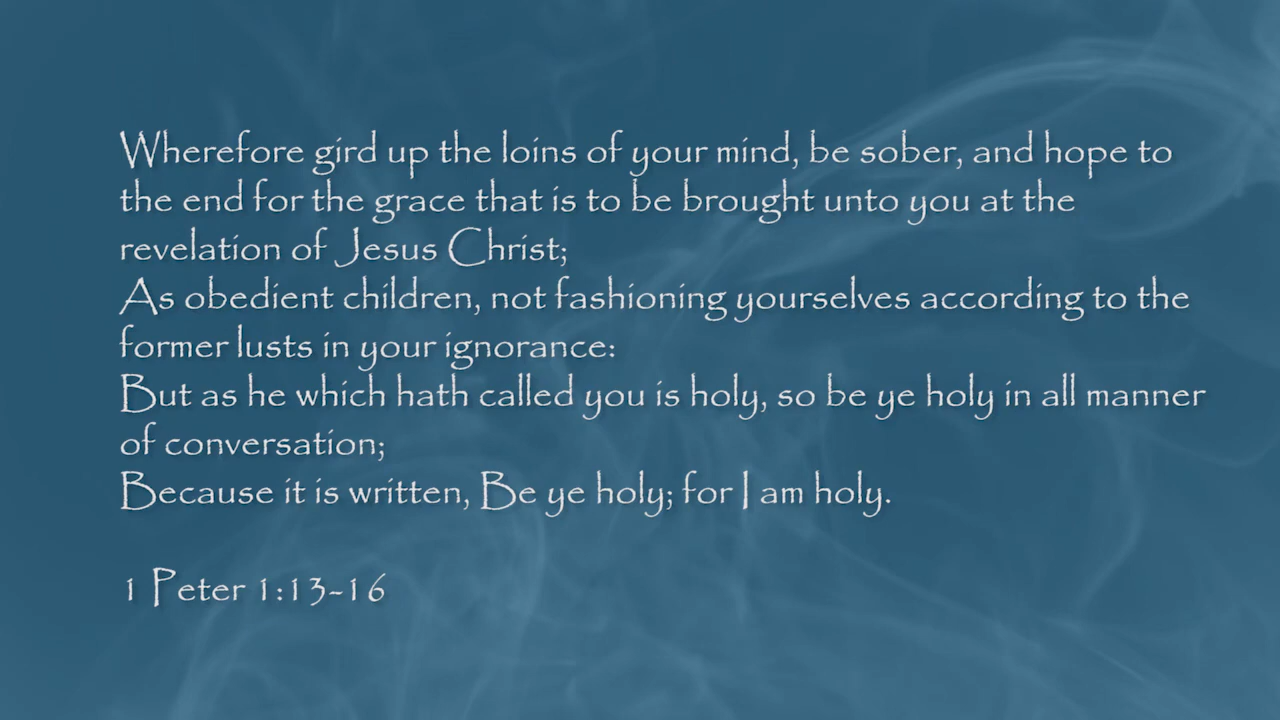 Wherefore gird up the loins of your mind, be sober, and hope to
the end for the grace that is to be brought unto you at the
revelation of Jesus Christ;
As obedient children, not fashioning yourselves according to the
former lusts in your ignorance:
But as he which hath called you is holy, so be ye holy in all manner
of conversation;
Because it is written, Be ye holy; for I am holy.
1 Peter 1:13-16